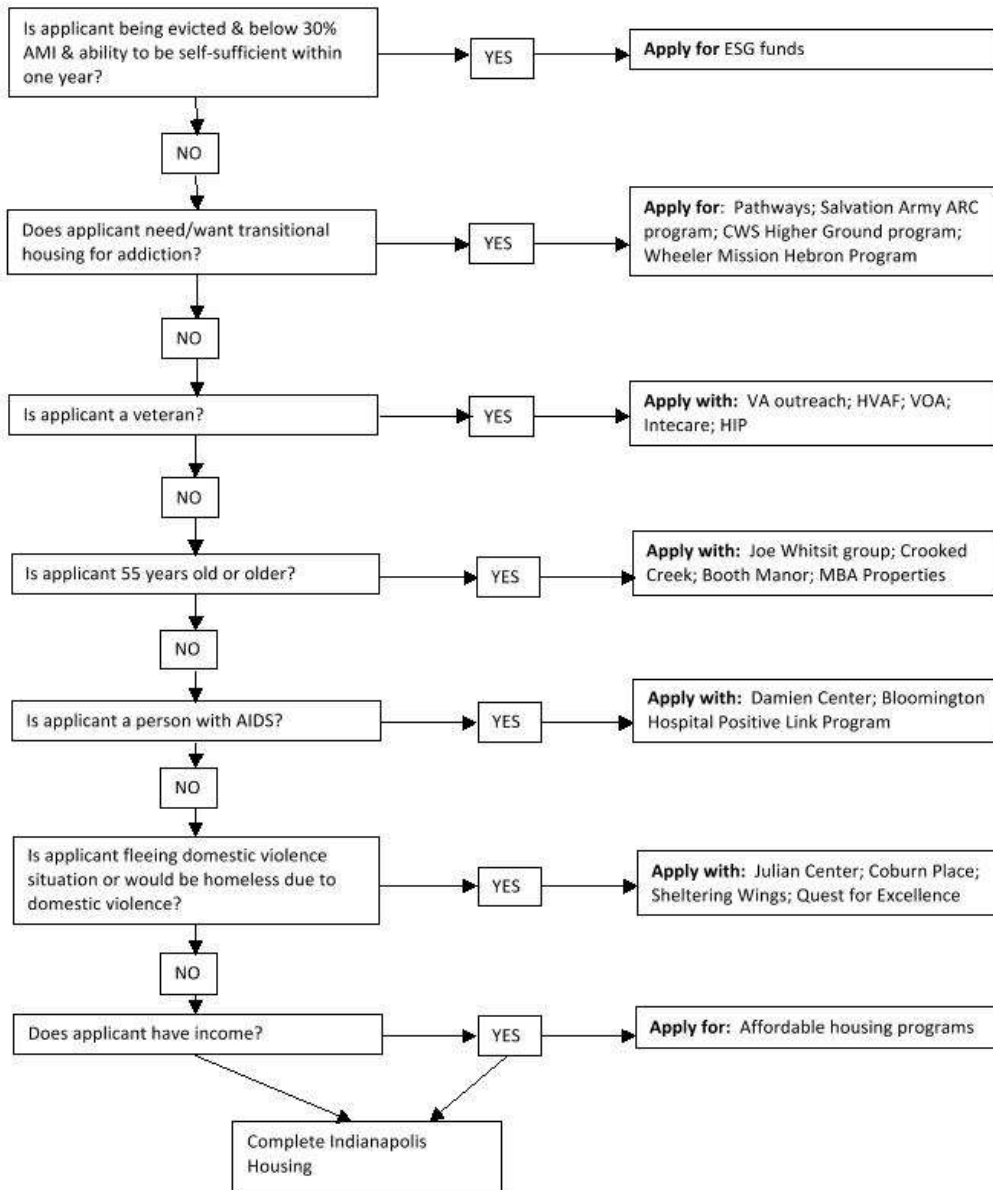 Is applicant being evicted & below 30%
AMI & ability to be self-sufficient within
one year?
YES
Apply for ESG funds
NO
Does applicant need/want transitional
housing for addiction?
YES
Apply for: Pathways; Salvation Army ARC
program; CWS Higher Ground program;
Wheeler Mission Hebron Program
NO
Is applicant a veteran?
YES
Apply with: VA outreach; HVAF; VOA;
Intecare; HIP
NO
Is applicant 55 years old or older?
YES
Apply with: Joe Whitsit group; Crooked
Creek; Booth Manor; MBA Properties
NO
Is applicant a person with AIDS?
YES
Apply with: Damien Center; Bloomington
Hospital Positive Link Program
NO
Is applicant fleeing domestic violence
situation or would be homeless due to
domestic violence?
YES
Apply with: Julian Center; Coburn Place;
Sheltering Wings; Quest for Excellence
NO
Does applicant have income?
YES
Apply for: Affordable housing programs
Complete Indianapolis
Housing